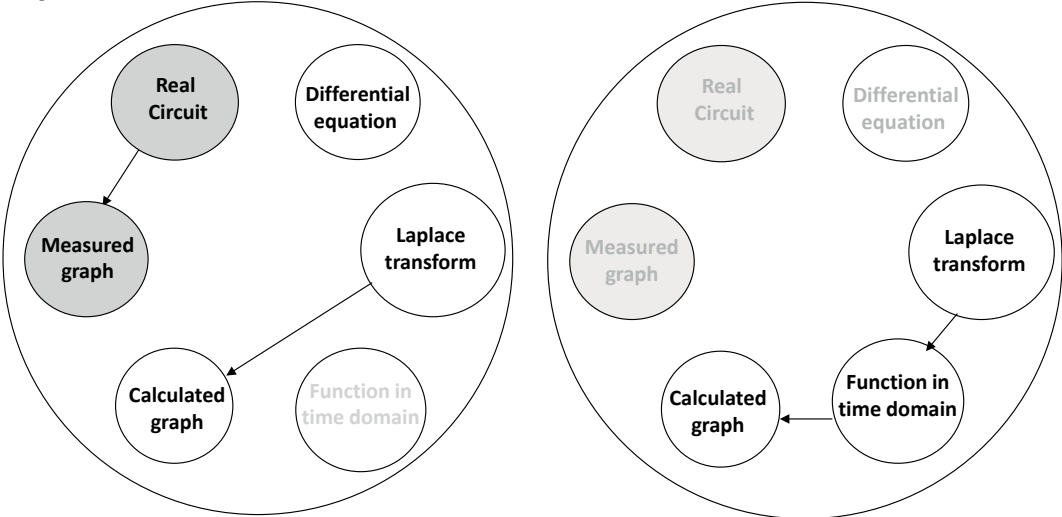 Real
Circuit
Differential
equation
Measured
graph
Laplace
transform
Calculated
graph
Function in
time domain
Real
Circuit
Differential
equation
Measured
graph
Laplace
transform
Calculated
graph
Function in
time domain